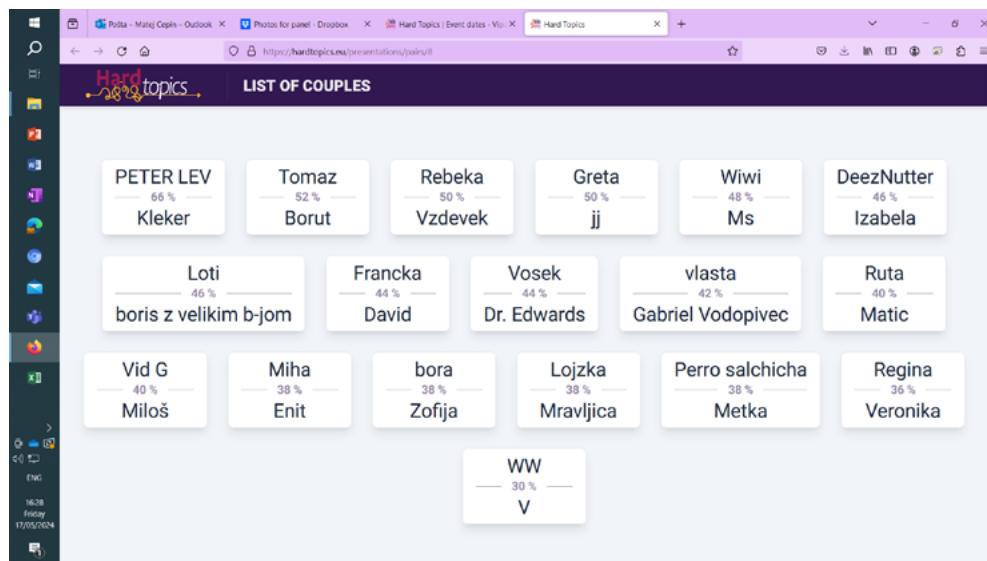 Pošta – Matej Cepin – Outlook
Photos for panel - Dropbox
Hard Topics | Event dates - Vip
Hard Topics
https://hardtopics.eu/presentations/pairs/8
Hard topics
LIST OF COUPLES
PETER LEV
66 %
Kleker
Tomaz
52 %
Borut
Rebeka
50 %
Vzdevek
Greta
50 %
jj
Wiwi
48 %
Ms
DeezNutter
46 %
Izabela
Loti
46 %
boris z velikim b-jom
Francka
44 %
David
Vosek
44 %
Dr. Edwards
vlasta
42 %
Gabriel Vodopivec
Ruta
40 %
Matic
Vid G
40 %
Miloš
Miha
38 %
Enit
bora
38 %
Zofija
Lojzka
38 %
Mravljica
Perro salchicha
38 %
Metka
Regina
36 %
Veronika
WW
30 %
V
ENG
16:28
Friday
17/05/2024